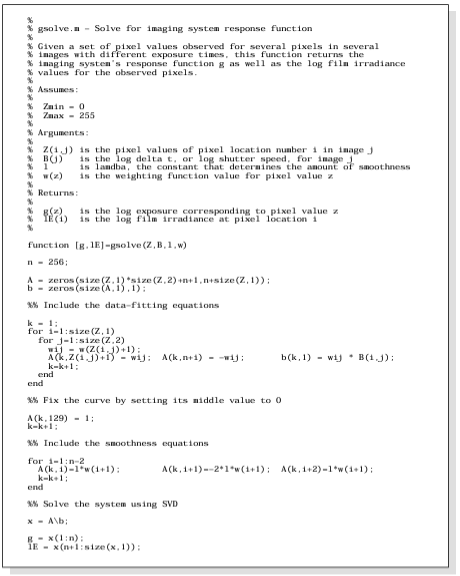 %
% gsolve.m - Solve for imaging system response function
%
% Given a set of pixel values observed for several pixels in several
% images with different exposure times, this function returns the
% imaging system's response function g as well as the log film irradiance
% values for the observed pixels.
%
% Assumes:
%
%  Zmin = 0
%  Zmax = 255
%
% Arguments:
%
%  Z(i,j)  is the pixel values of pixel location number i in image j
%  B(j)    is the log delta t, or log shutter speed, for image j
%  l       is lamdba, the constant that determines the amount of smoothness
%  w(z)    is the weighting function value for pixel value z
%
% Returns:
%
%  g(z)   is the log exposure corresponding to pixel value z
%  lE(i)  is the log film irradiance at pixel location i
%
function [g,lE]=gsolve(Z,B,l,w)
n = 256;
A = zeros(size(Z,1)*size(Z,2)+n+1,n+size(Z,1));
b = zeros(size(A,1),1);
%% Include the data-fitting equations
k = 1;
for i=1:size(Z,1)
  for j=1:size(Z,2)
    wij = w(Z(i,j)+1);
    A(k,Z(i,j)+1) = wij;  A(k,n+i) = -wij;      b(k,1) = wij * B(i,j);
    k=k+1;
  end
end
%% Fix the curve by setting its middle value to 0
A(k,129) = 1;
k=k+1;
%% Include the smoothness equations
for i=1:n-2
  A(k,i)=l*w(i+1);      A(k,i+1)=-2*l*w(i+1);  A(k,i+2)=l*w(i+1);
  k=k+1;
end
%% Solve the system using SVD
x = A\b;
g = x(1:n);
lE = x(n+1:size(x,1));